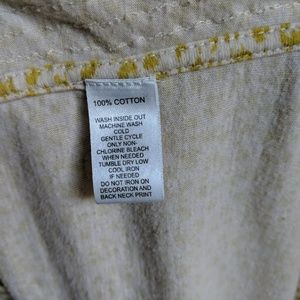 100% COTTON
WASH INSIDE OUT
MACHINE WASH
COLD
GENTLE CYCLE
ONLY NON-
CHLORINE BLEACH
WHEN NEEDED
TUMBLE DRY LOW
COOL IRON
IF NEEDED
DO NOT IRON ON
DECORATION AND
BACK NECK PRINT